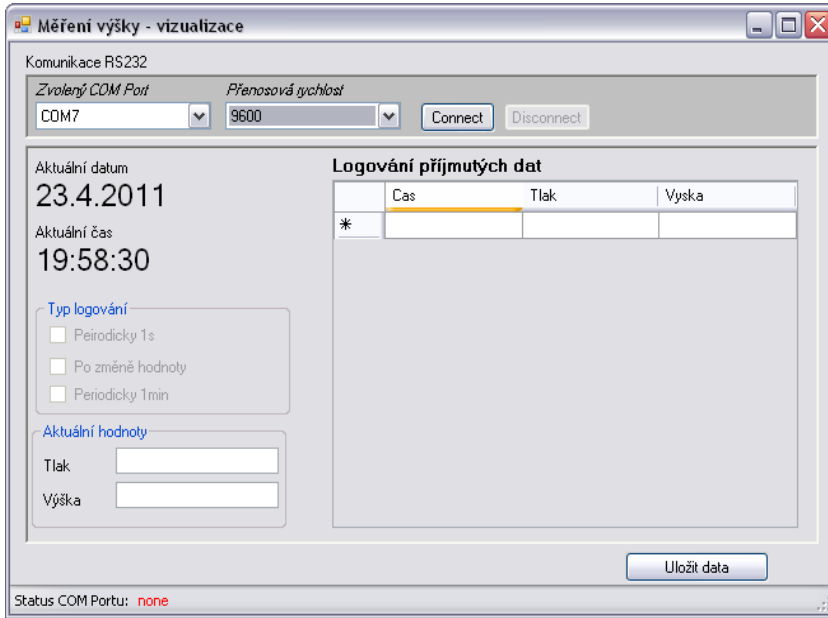 Měření výšky - vizualizace
Komunikace RS232
Zvolený COM Port Přenosová rychlost
COM7 9600 Connect Disconnect
Aktuální datum
23.4.2011
Aktuální čas
19:58:30
Typ logování
Peirodicky 1s
Po změně hodnoty
Periodicky 1min
Aktuální hodnoty
Tlak
Výška
Logování příjmutých dat
Cas Tlak Vyska
*
Uložit data
Status COM Portu: none